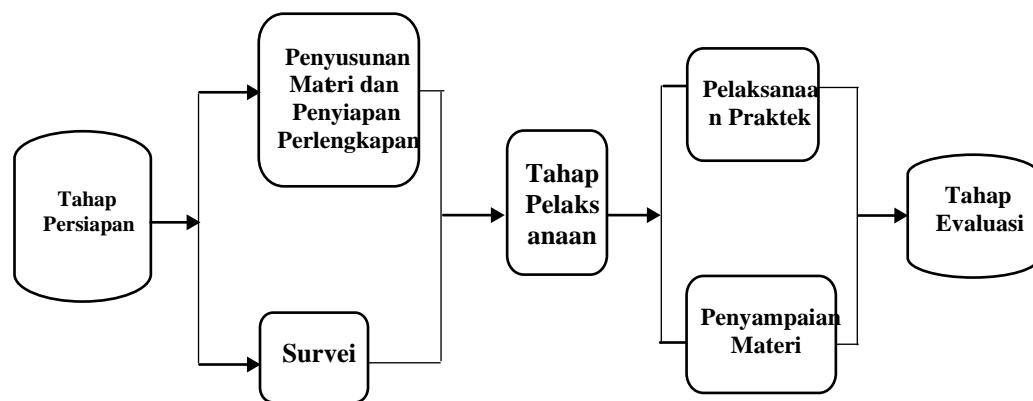 Tahap
Persiapan
Penyusunan
Materi dan
Penyiapan
Perlengkapan
Survei
Tahap
Pelaks
anaan
Pelaksanaa
n Praktek
Penyampaian
Materi
Tahap
Evaluasi